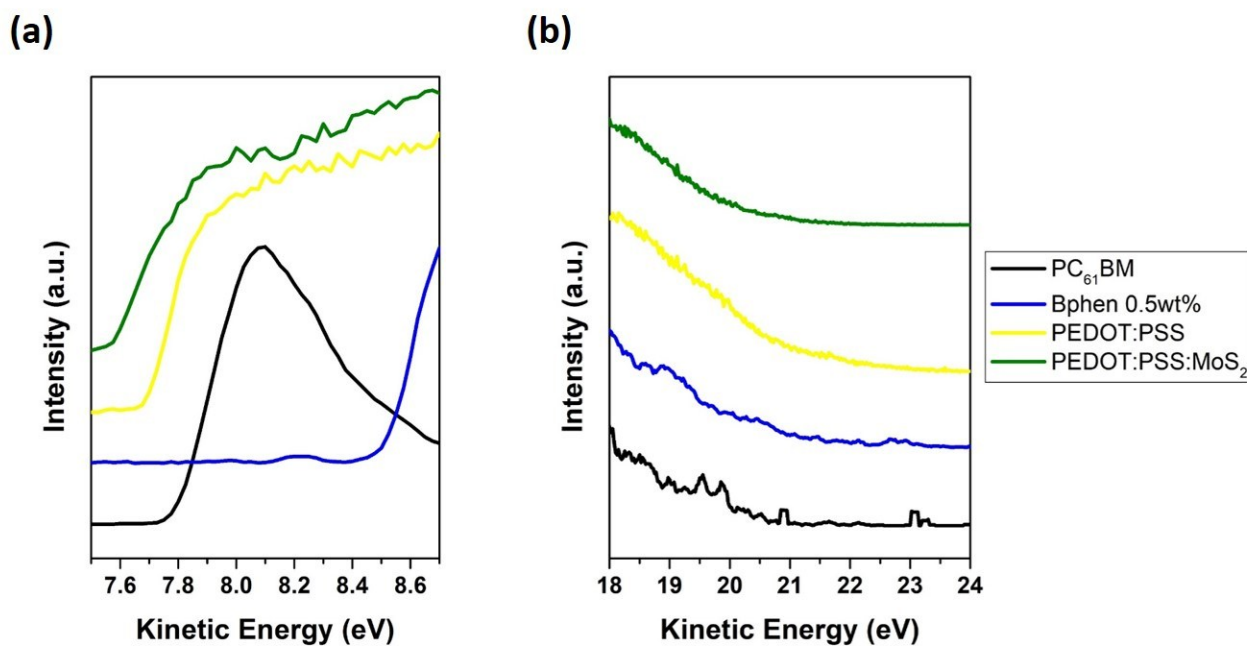 (a)
(b)
Intensity (a.u.)
7.6 7.8 8.0 8.2 8.4 8.6
Kinetic Energy (eV)
Intensity (a.u.)
18 19 20 21 22 23 24
Kinetic Energy (eV)
PC₆₁BM
Bphen 0.5wt%
PEDOT:PSS
PEDOT:PSS:MoS₂